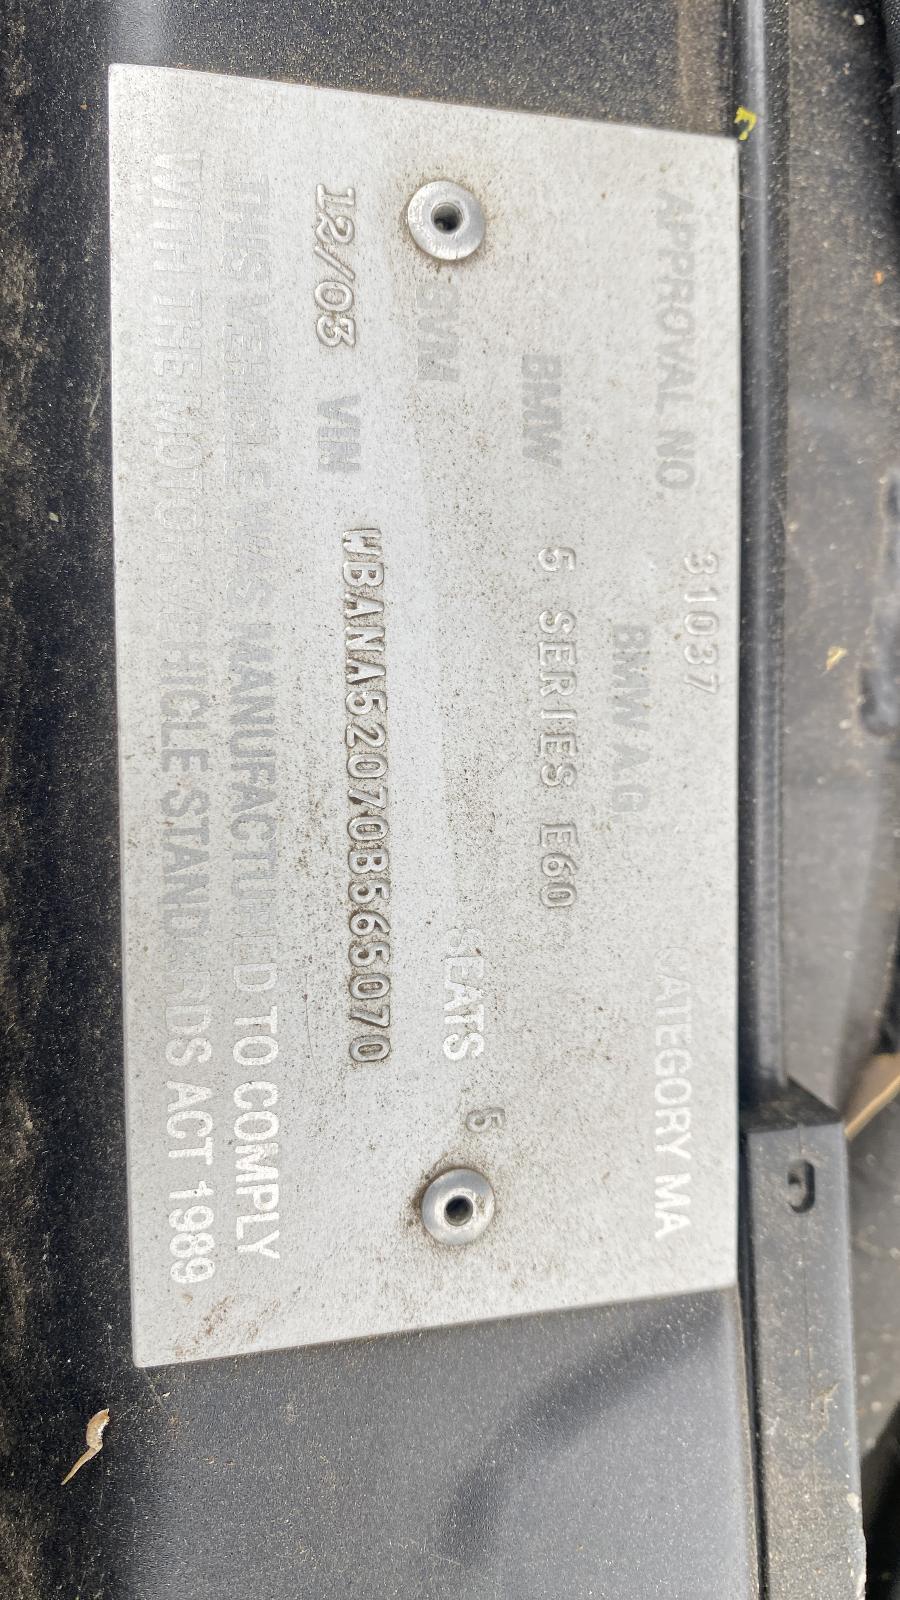 APPROVAL NO. 31037 CATEGORY MA
BMW A.G.
BMW 5 SERIES E60
GVM SEATS 5
12/03 VIN WBANA52070B565070
THIS VEHICLE WAS MANUFACTURED TO COMPLY
WITH THE MOTOR VEHICLE STANDARDS ACT 1989